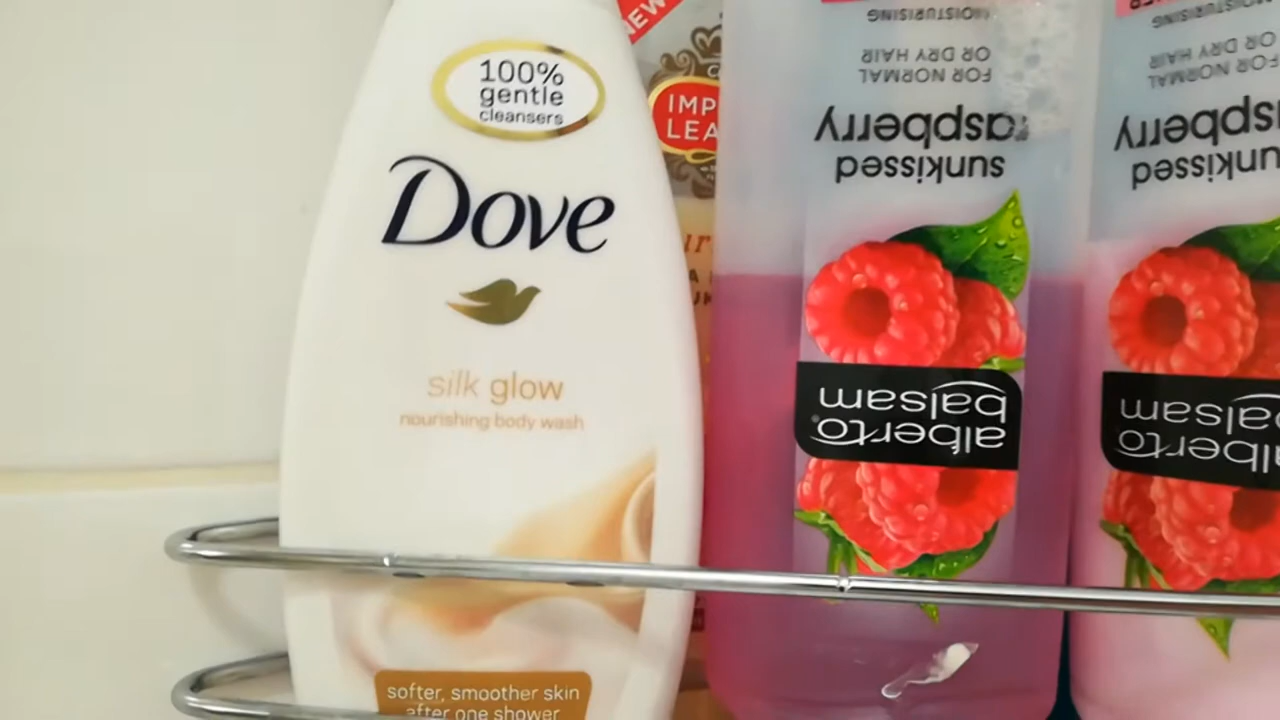 100%
gentle
cleansers
Dove
silk glow
nourishing body wash
softer, smoother skin
after one shower
NEW
alberto
balsam
sunkissed
raspberry
FOR NORMAL
OR DRY HAIR
MOISTURISING
alberto
balsam
sunkissed
FOR NORMAL
OR DRY HAIR
MOISTURISING